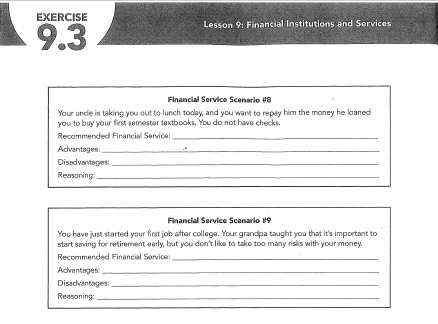 EXERCISE
9.3
Lesson 9: Financial Institutions and Services
Financial Service Scenario #8
Your uncle is taking you out to lunch today, and you want to repay him the money he loaned
you to buy your first semester textbooks. You do not have checks.
Recommended Financial Service:
Advantages:
Disadvantages:
Reasoning:
Financial Service Scenario #9
You have just started your first job after college. Your grandpa taught you that it's important to
start saving for retirement early, but you don't like to take too many risks with your money.
Recommended Financial Service:
Advantages:
Disadvantages:
Reasoning: